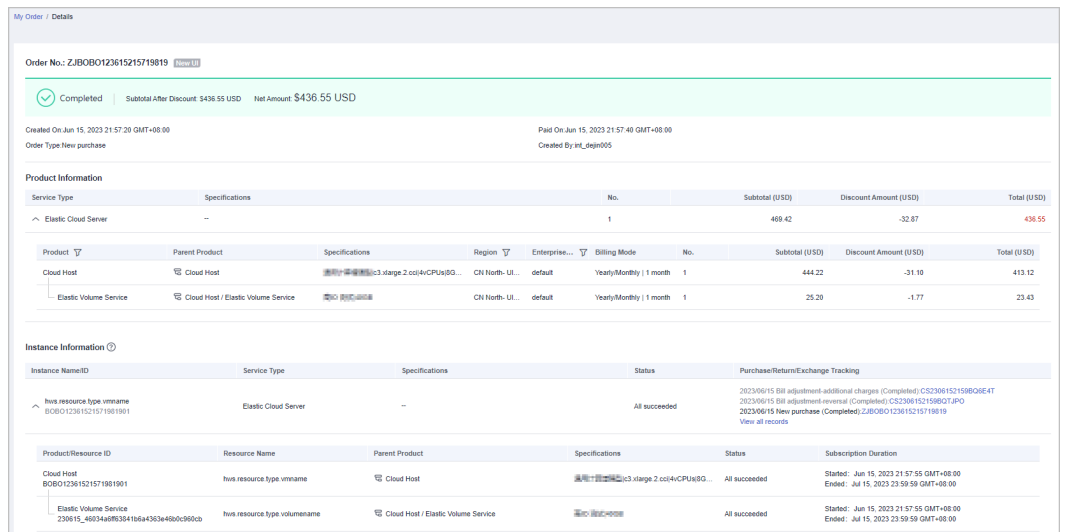 My Order / Details
Order No.: ZJBOBO123615215719819 New UI
Completed Subtotal After Discount: $436.55 USD Net Amount: $436.55 USD
Created On:Jun 15, 2023 21:57:20 GMT+08:00 Paid On:Jun 15, 2023 21:57:40 GMT+08:00
Order Type:New purchase Created By:int_dejin005
Product Information
Service Type Specifications No. Subtotal (USD) Discount Amount (USD) Total (USD)
Elastic Cloud Server -- 1 469.42 -32.87 436.55
Product Parent Product Specifications Region Enterprise... Billing Mode No. Subtotal (USD) Discount Amount (USD) Total (USD)
Cloud Host Cloud Host c3.xlarge.2.cci|4vCPUs|8G... CN North- UI... default Yearly/Monthly | 1 month 1 444.22 -31.10 413.12
Elastic Volume Service Cloud Host / Elastic Volume Service CN North- UI... default Yearly/Monthly | 1 month 1 25.20 -1.77 23.43
Instance Information
Instance Name/ID Service Type Specifications Status Purchase/Return/Exchange Tracking
2023/06/15 Bill adjustment-additional charges (Completed):CS2306152159BQ6E4T
hws.resource.type.vmname 2023/06/15 Bill adjustment-reversal (Completed):CS2306152159BQTJPO
BOBO12361521571981901 Elastic Cloud Server -- All succeeded 2023/06/15 New purchase (Completed):ZJBOBO123615215719819
View all records
Product/Resource ID Resource Name Parent Product Specifications Status Subscription Duration
Cloud Host Started: Jun 15, 2023 21:57:55 GMT+08:00
BOBO12361521571981901 hws.resource.type.vmname Cloud Host c3.xlarge.2.cci|4vCPUs|8G... All succeeded Ended: Jul 15, 2023 23:59:59 GMT+08:00
Elastic Volume Service Started: Jun 15, 2023 21:57:55 GMT+08:00
230615_46034a6ff63841b6a4363e46b0c960cb hws.resource.type.volumename Cloud Host / Elastic Volume Service All succeeded Ended: Jul 15, 2023 23:59:59 GMT+08:00